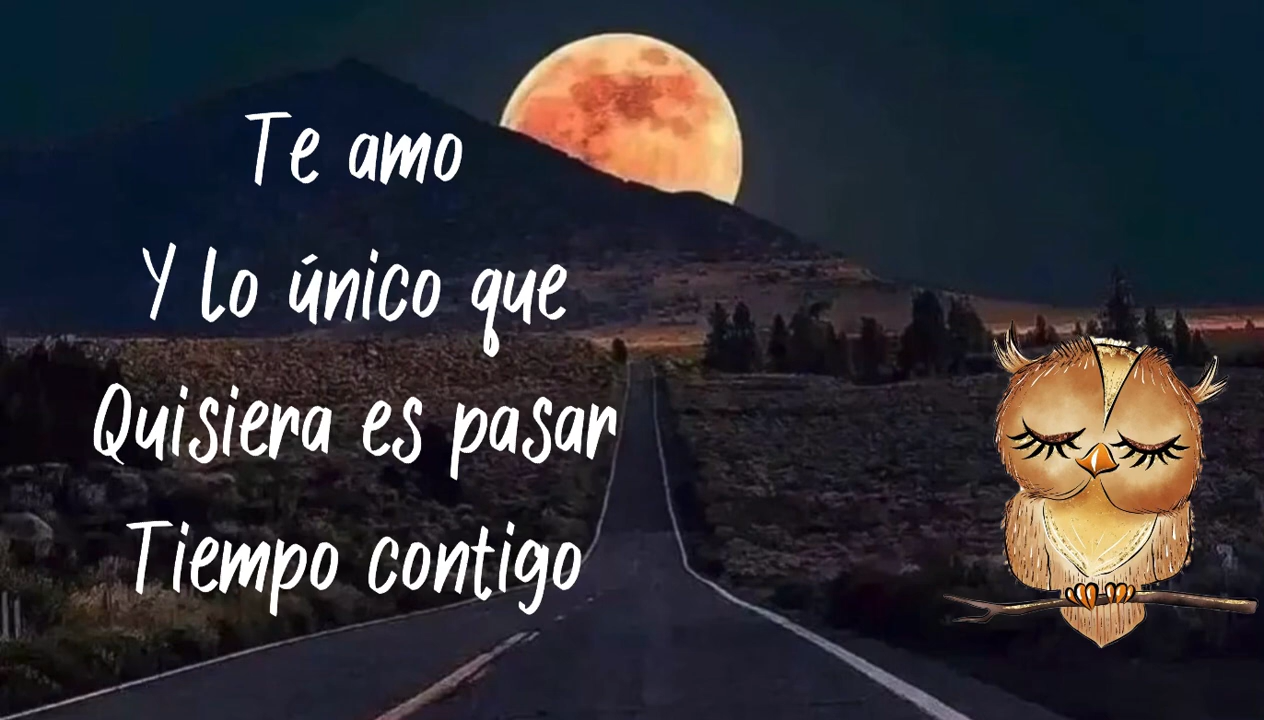 Te amo
Y lo único que
Quisiera es pasar
Tiempo contigo